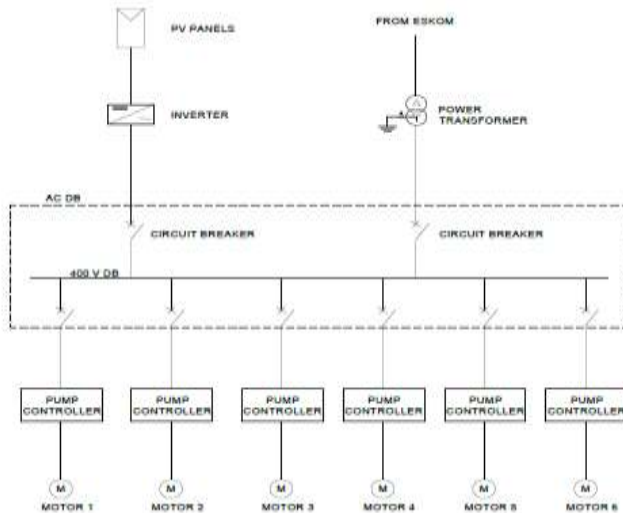 PV PANELS
FROM ESKOM
INVERTER
POWER
TRANSFORMER
AC DB
CIRCUIT BREAKER
CIRCUIT BREAKER
400 V DB
PUMP
CONTROLLER
PUMP
CONTROLLER
PUMP
CONTROLLER
PUMP
CONTROLLER
PUMP
CONTROLLER
PUMP
CONTROLLER
M
M
M
M
M
M
MOTOR 1
MOTOR 2
MOTOR 3
MOTOR 4
MOTOR 5
MOTOR 6